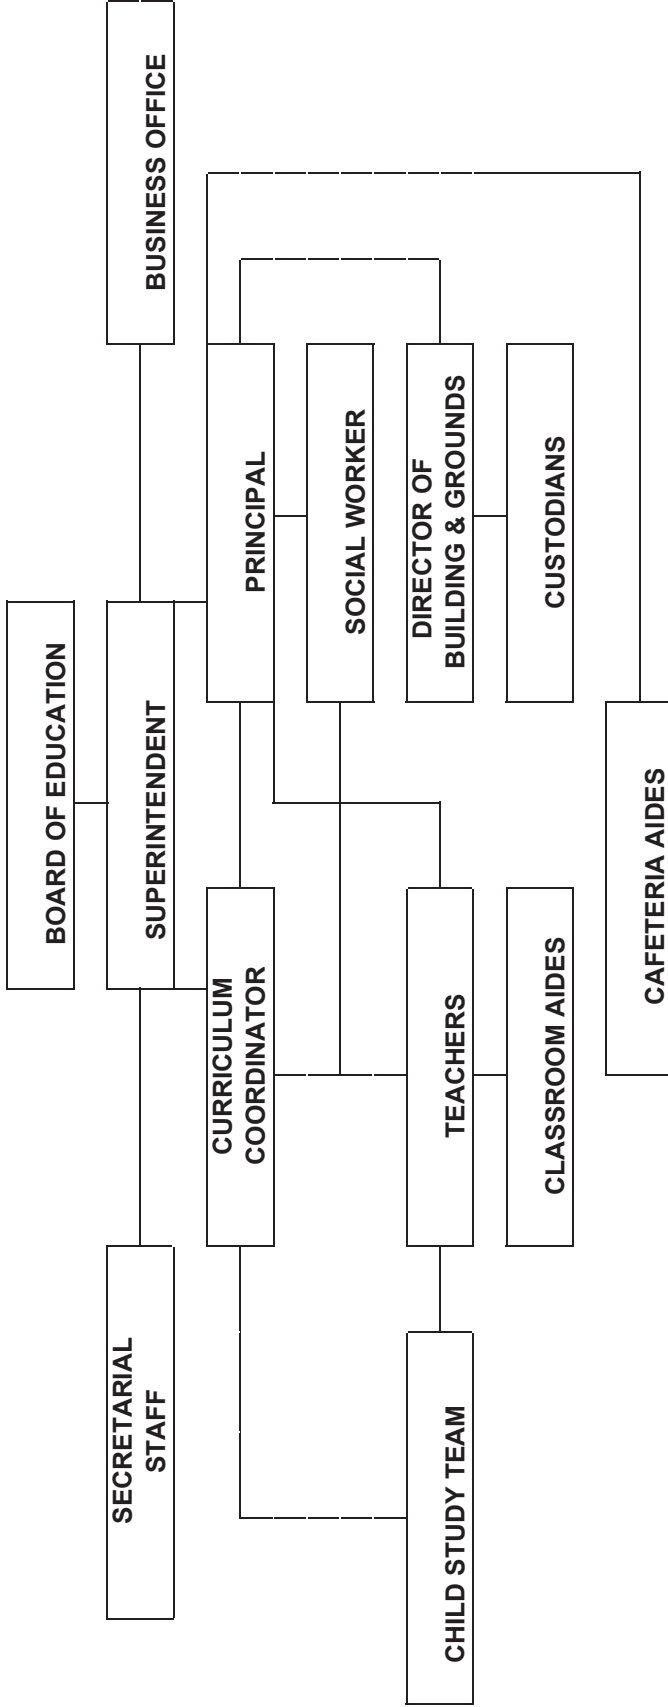 BOARD OF EDUCATION
SECRETARIAL
STAFF
SUPERINTENDENT
BUSINESS OFFICE
CURRICULUM
COORDINATOR
PRINCIPAL
SOCIAL WORKER
CHILD STUDY TEAM
TEACHERS
DIRECTOR OF
BUILDING & GROUNDS
CLASSROOM AIDES
CUSTODIANS
CAFETERIA AIDES